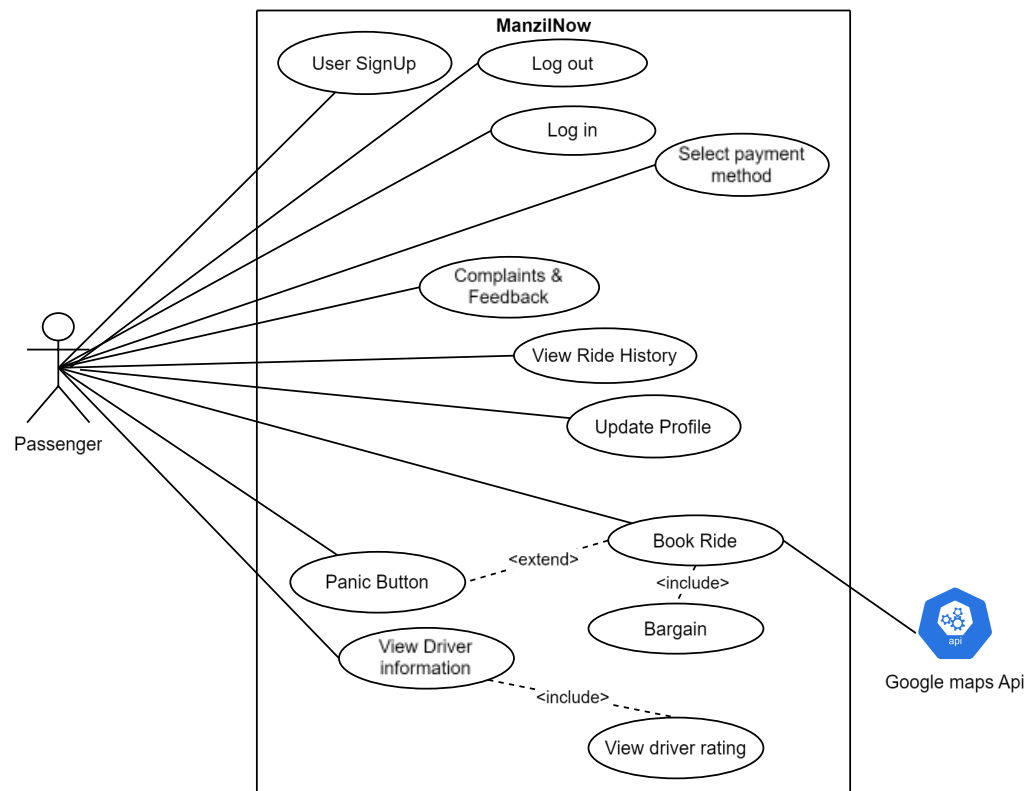 ManzilNow
User SignUp
Log out
Log in
Select payment
method
Complaints &
Feedback
View Ride History
Update Profile
Passenger
Book Ride
<extend>
Panic Button
<include>
Bargain
View Driver
information
api
Google maps Api
<include>
View driver rating